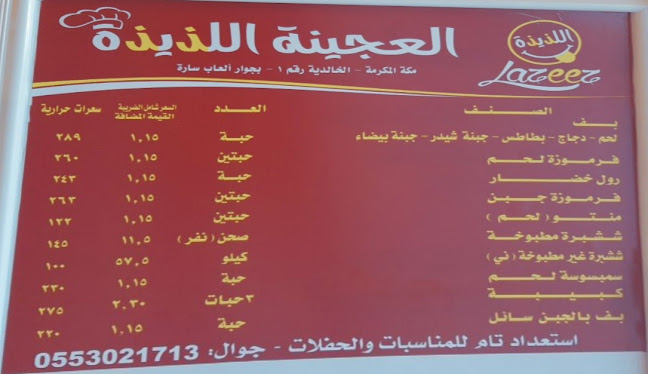 العجينة اللذيذة
اللذيذة
Lazeez
مكة المكرمة - الخالدية رقم ١ - بجوار ألعاب سارة
الصنف العدد السعر شامل الضريبة القيمة المضافة سعرات حرارية
بف
لحم - دجاج - بطاطس - جبنة شيدر - جبنة بيضاء حبة ١,١٥ ٢٨٩
فرموزة لحم حبتين ١,١٥ ٢٦٠
رول خضار حبة ١,١٥ ٢٤٣
فرموزة جبن حبتين ١,١٥ ٢٦٣
منتو ( لحم ) حبتين ١,١٥ ١٢٢
ششبرة مطبوخة صحن ( نفر ) ١١,٥ ١٤٥
ششبرة غير مطبوخة ( ني ) كيلو ٥٧,٥ ١٠٠
سمبوسة لحم حبة ١,١٥ ٢٣٠
كبيبة ٣ حبات ٢,٣٠ ٢٧٥
بف بالجبن سائل حبة ١,١٥ ٢٢٠
استعداد تام للمناسبات والحفلات - جوال: 0553021713